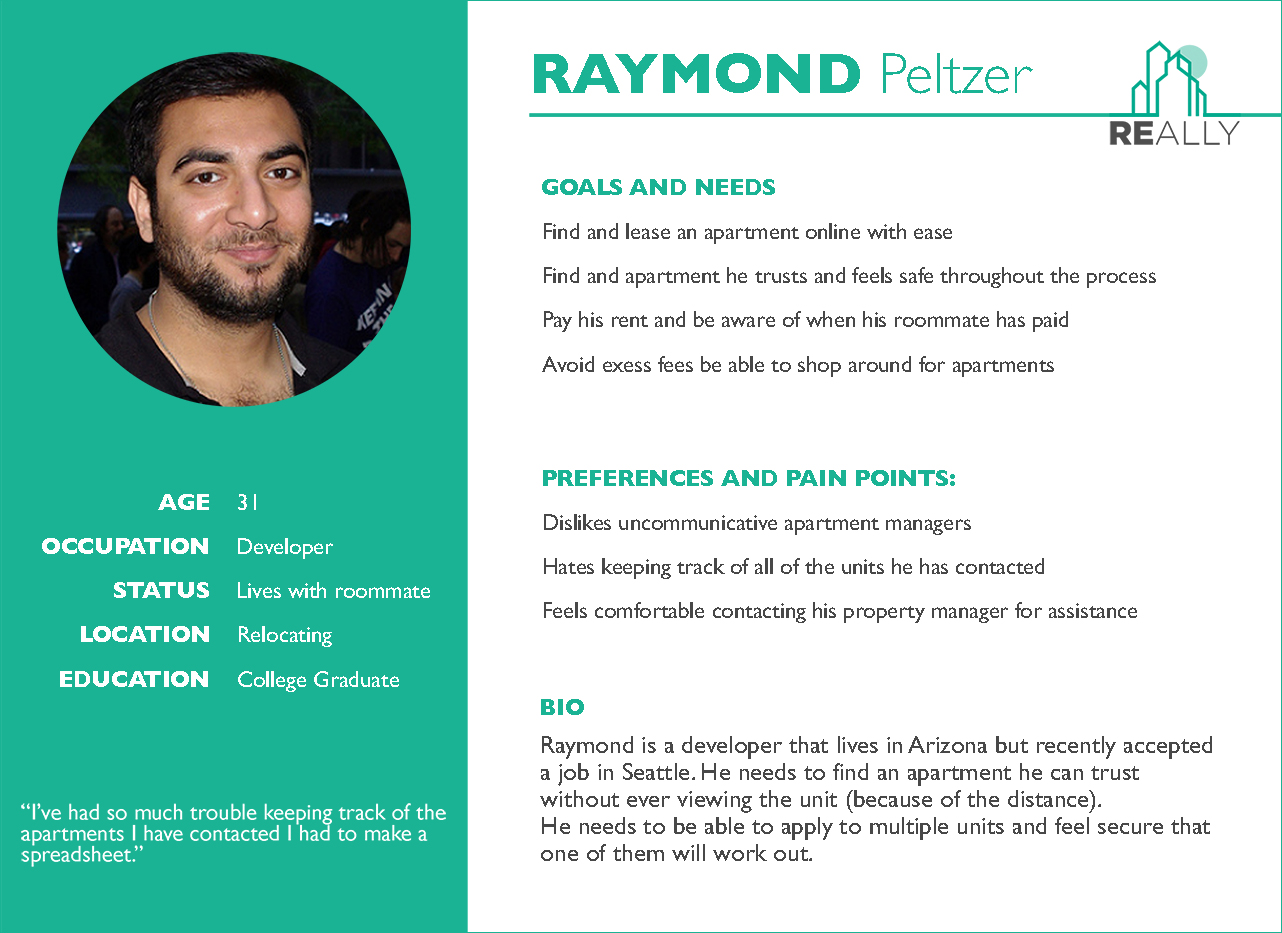 RAYMOND Peltzer
REALLY
GOALS AND NEEDS
Find and lease an apartment online with ease
Find and apartment he trusts and feels safe throughout the process
Pay his rent and be aware of when his roommate has paid
Avoid exess fees be able to shop around for apartments
PREFERENCES AND PAIN POINTS:
Dislikes uncommunicative apartment managers
Hates keeping track of all of the units he has contacted
Feels comfortable contacting his property manager for assistance
BIO
Raymond is a developer that lives in Arizona but recently accepted
a job in Seattle. He needs to find an apartment he can trust
without ever viewing the unit (because of the distance).
He needs to be able to apply to multiple units and feel secure that
one of them will work out.
AGE 31
OCCUPATION Developer
STATUS Lives with roommate
LOCATION Relocating
EDUCATION College Graduate
“I’ve had so much trouble keeping track of the
apartments I have contacted I had to make a
spreadsheet.”